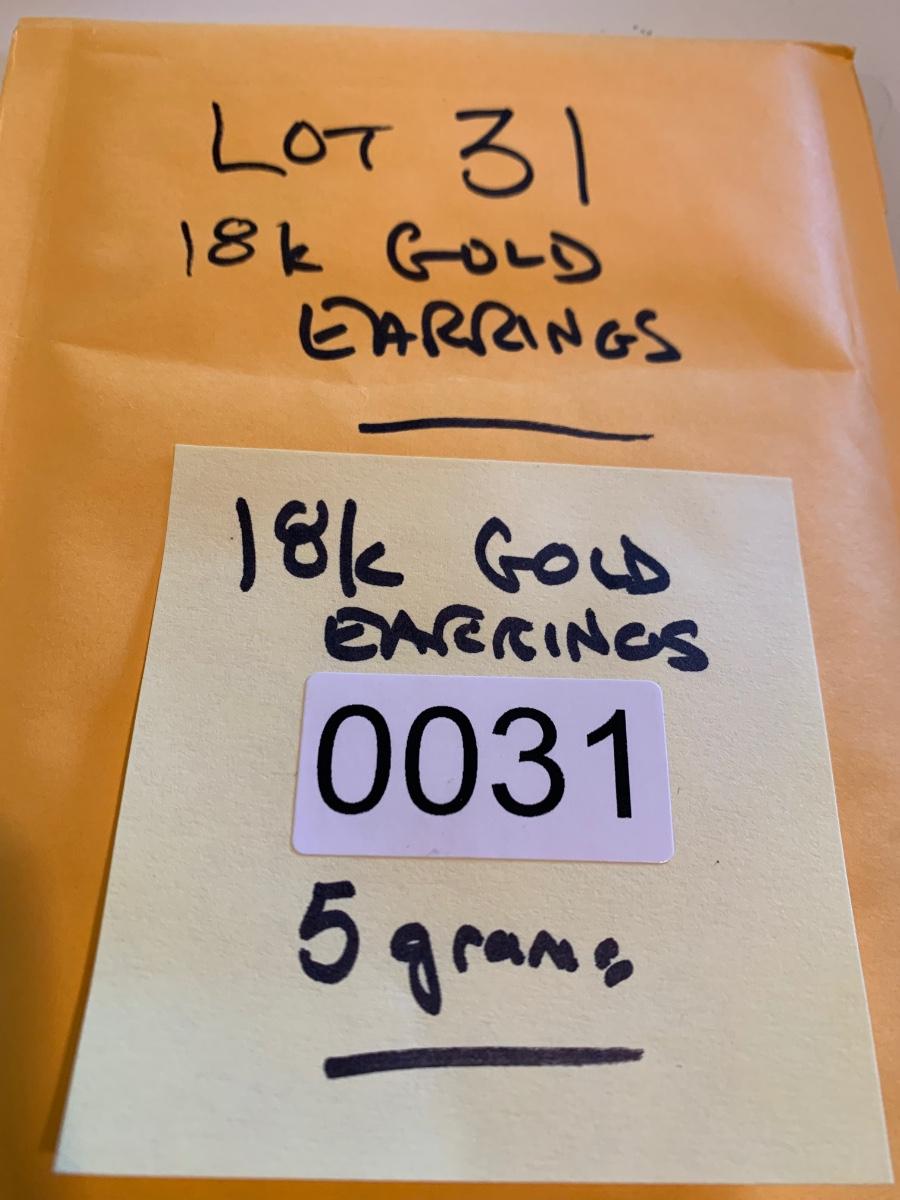 LOT 31
18k GOLD
EARRINGS
18k GOLD
EARRINGS
0031
5 grams